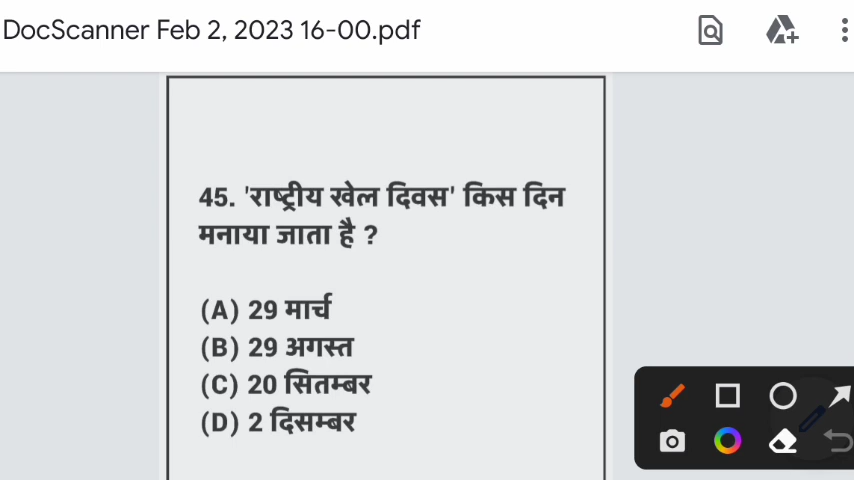 DocScanner Feb 2, 2023 16-00.pdf
45. 'राष्ट्रीय खेल दिवस' किस दिन
मनाया जाता है ?
(A) 29 मार्च
(B) 29 अगस्त
(C) 20 सितम्बर
(D) 2 दिसम्बर